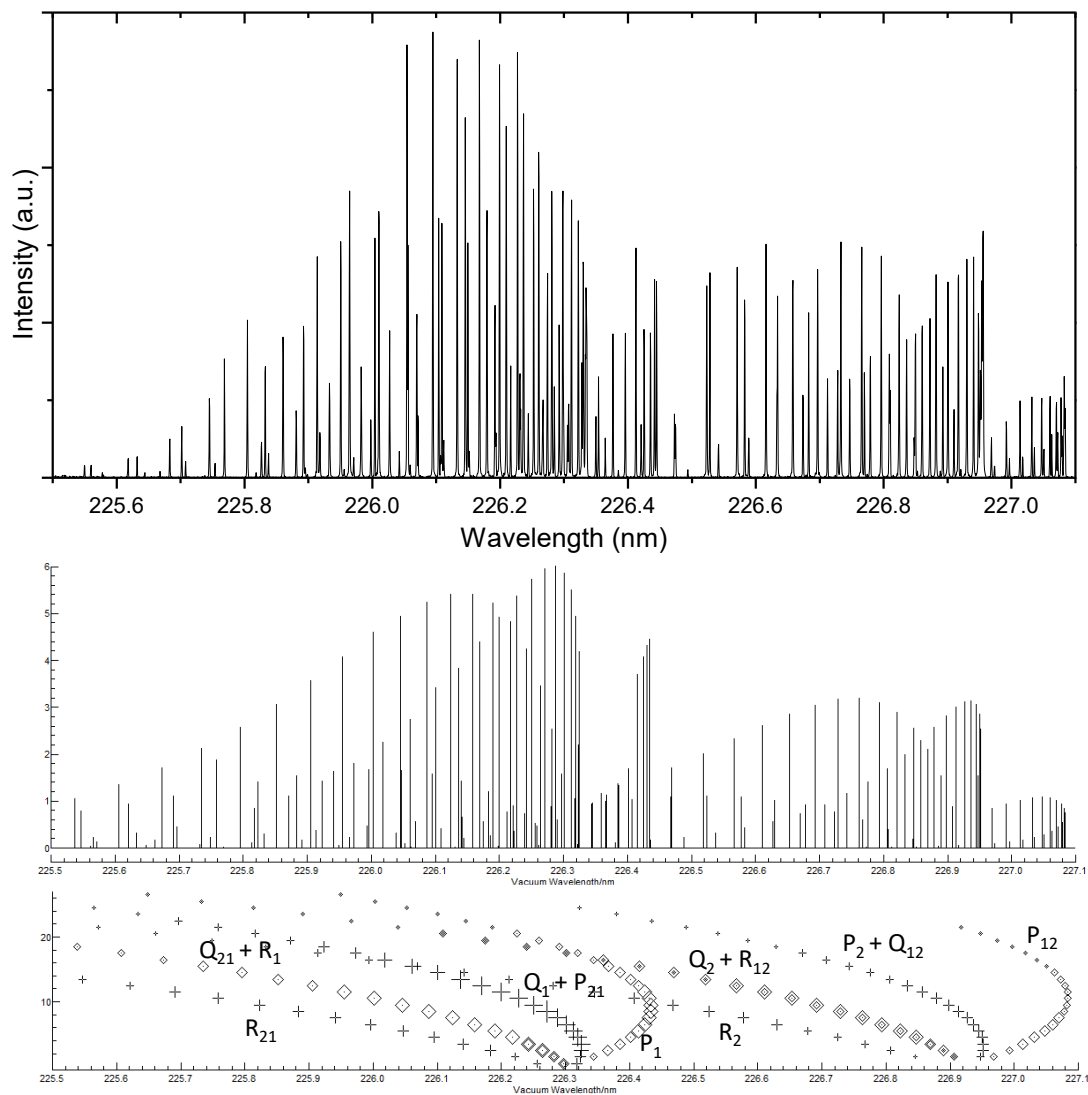 Intensity (a.u.)
225.6 225.8 226.0 226.2 226.4 226.6 226.8 227.0
Wavelength (nm)
6
5
4
3
2
1
0
225.5 225.6 225.7 225.8 225.9 226.0 226.1 226.2 226.3 226.4 226.5 226.6 226.7 226.8 226.9 227.0 227.1
Vacuum Wavelength/nm
20
10
Q₂₁ + R₁
R₂₁
Q₁ + P₂₁
P₁
Q₂ + R₁₂
R₂
P₂ + Q₁₂
P₁₂
225.5 225.6 225.7 225.8 225.9 226.0 226.1 226.2 226.3 226.4 226.5 226.6 226.7 226.8 226.9 227.0 227.1
Vacuum Wavelength/nm